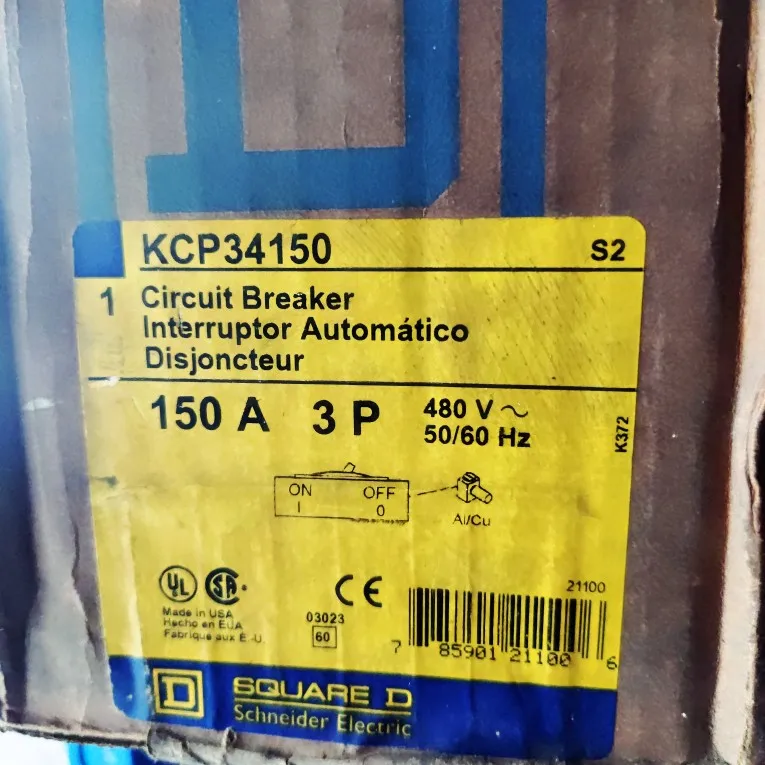 KCP34150 S2
1 Circuit Breaker
Interruptor Automático
Disjoncteur
150 A 3 P 480 V ~
50/60 Hz
K372
ON OFF
I 0
Al/Cu
UL SA
CE
21100
Made in USA
Hecho en EUA
Fabriqué aux É.-U.
03023
60
7 85901 21100 6
D SQUARE D
Schneider Electric